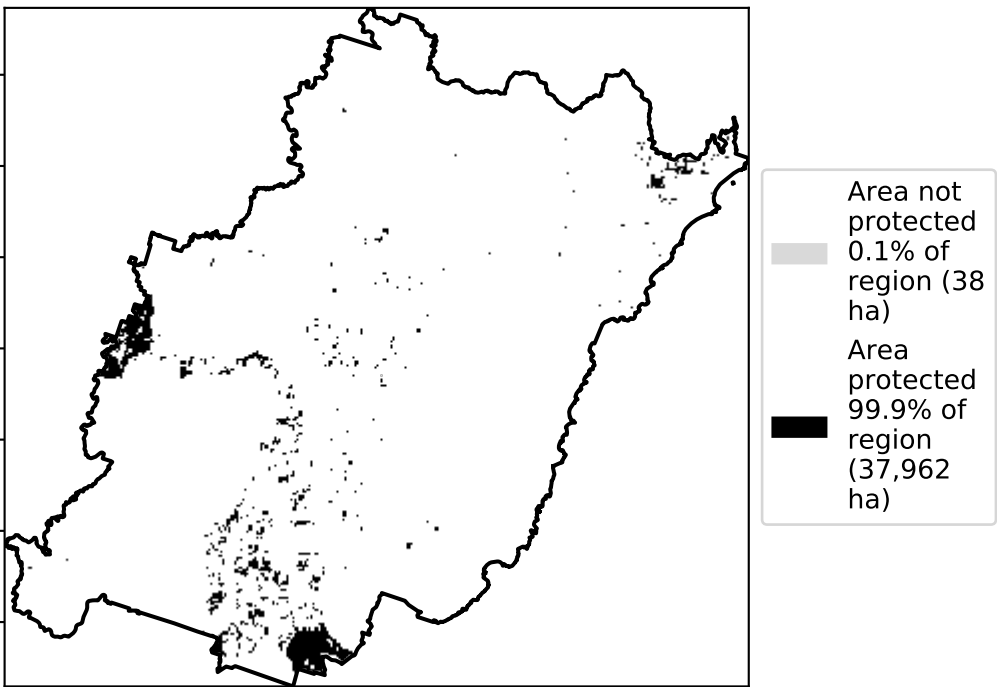 Area not
protected
0.1% of
region (38
ha)
Area
protected
99.9% of
region
(37,962
ha)